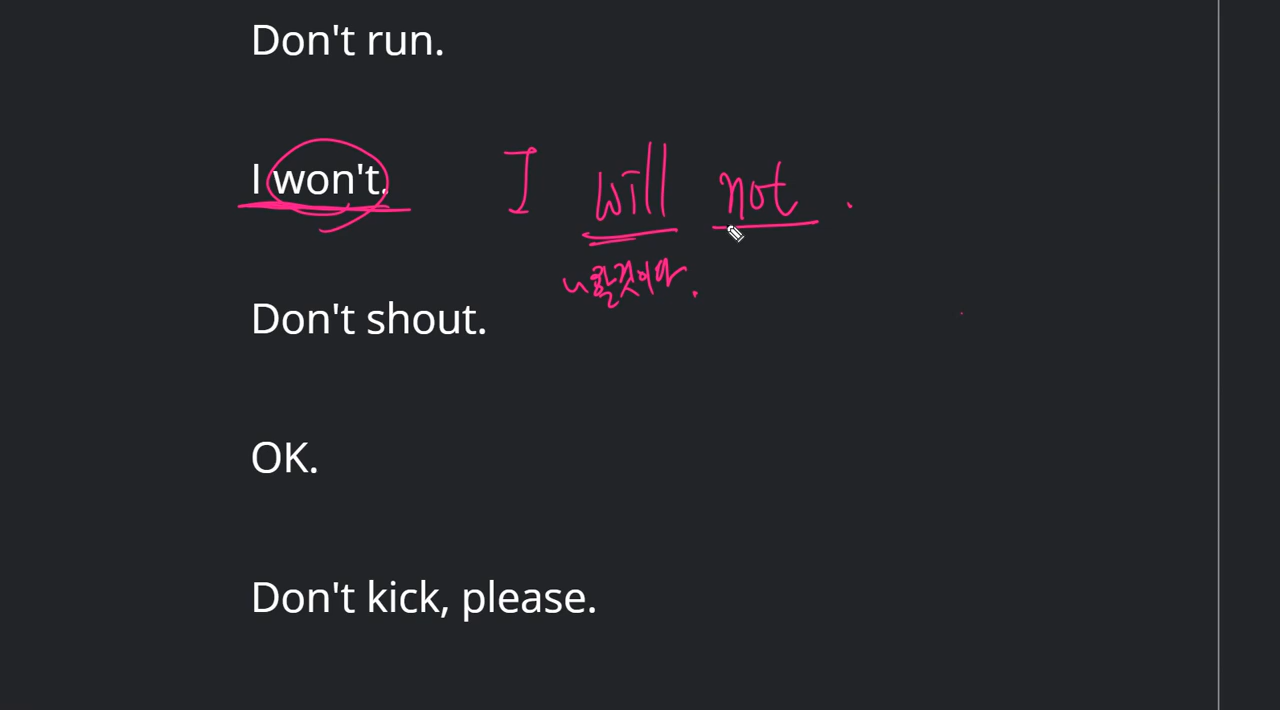 Don't run.
I won't. I will not.
~할것이다.
Don't shout.
OK.
Don't kick, please.